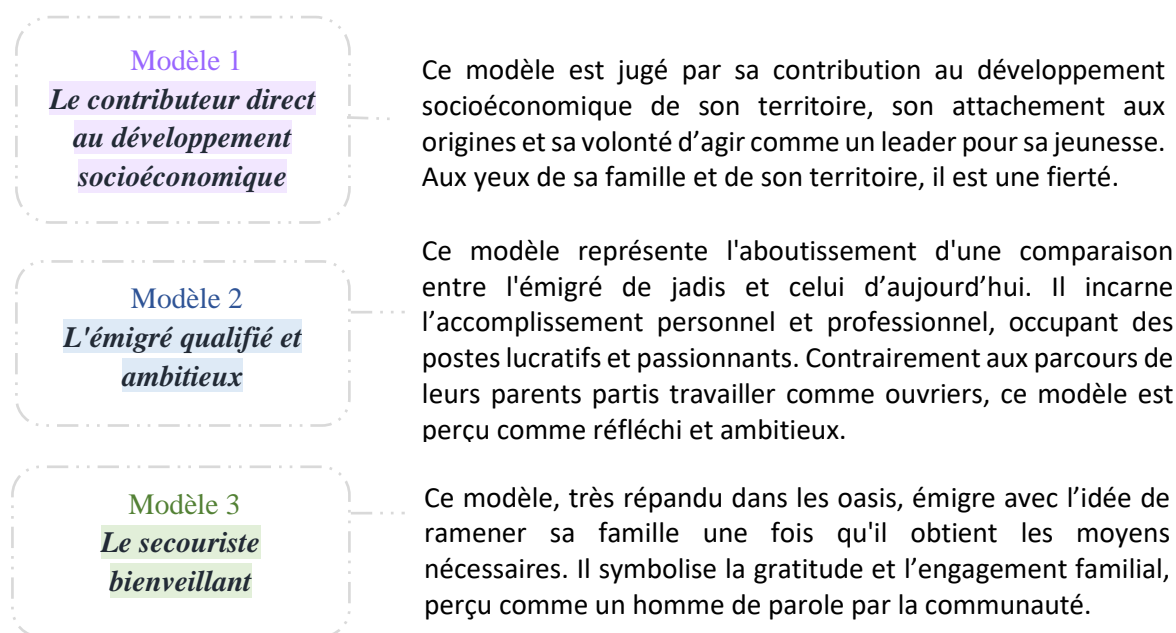 Modèle 1
Le contributeur direct
au développement
socioéconomique
Ce modèle est jugé par sa contribution au développement
socioéconomique de son territoire, son attachement aux
origines et sa volonté d’agir comme un leader pour sa jeunesse.
Aux yeux de sa famille et de son territoire, il est une fierté.
Modèle 2
L'émigré qualifié et
ambitieux
Ce modèle représente l'aboutissement d'une comparaison
entre l'émigré de jadis et celui d’aujourd’hui. Il incarne
l’accomplissement personnel et professionnel, occupant des
postes lucratifs et passionnants. Contrairement aux parcours de
leurs parents partis travailler comme ouvriers, ce modèle est
perçu comme réfléchi et ambitieux.
Modèle 3
Le secouriste
bienveillant
Ce modèle, très répandu dans les oasis, émigre avec l’idée de
ramener sa famille une fois qu'il obtient les moyens
nécessaires. Il symbolise la gratitude et l’engagement familial,
perçu comme un homme de parole par la communauté.